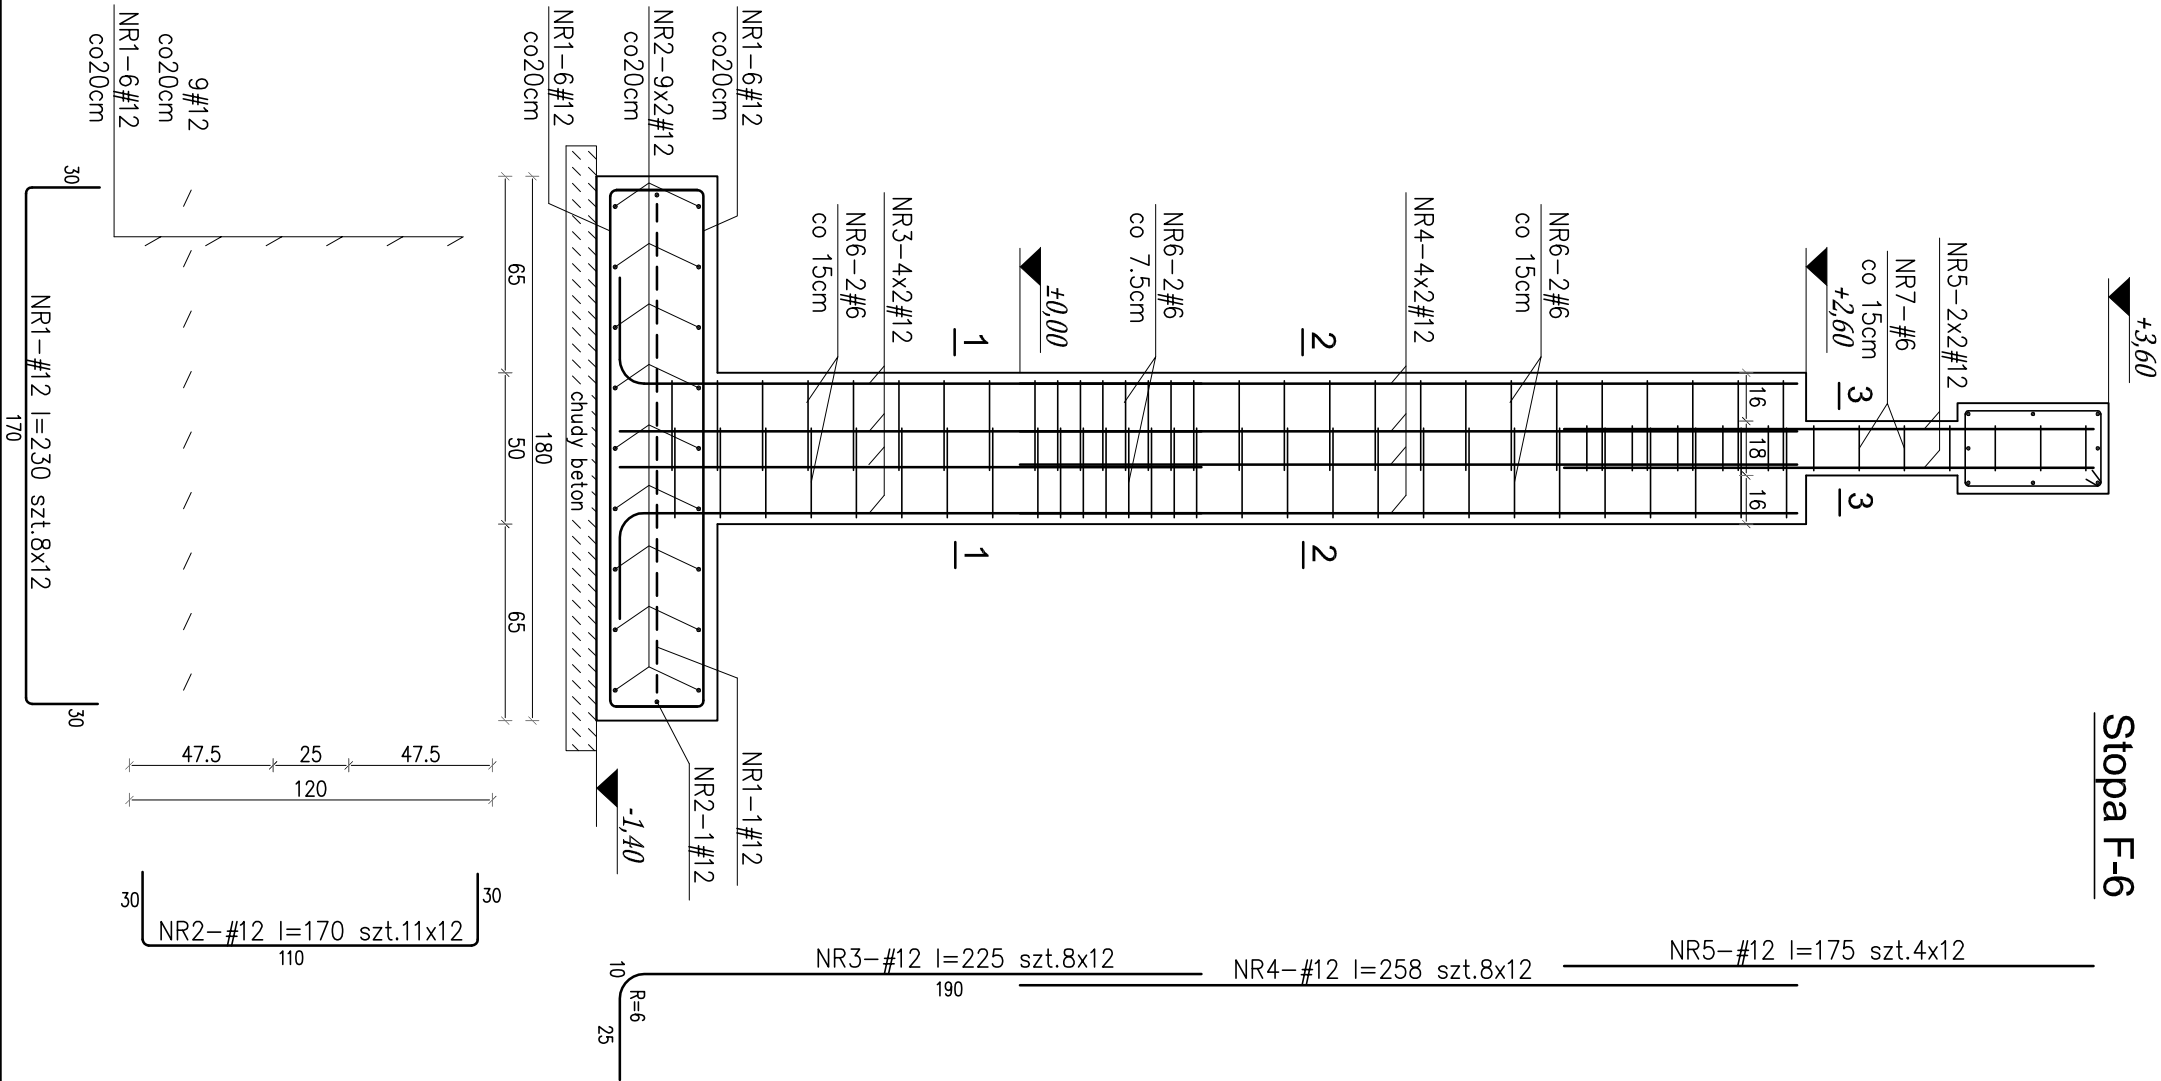 Stopa F-6
+3,60
NR5-2x2#12
NR7-#6
co 15cm
+2,60
3
3
16
18
16
NR6-2#6
co 15cm
NR4-4x2#12
2
2
NR6-2#6
co 7.5cm
±0,00
1
1
NR3-4x2#12
NR6-2#6
co 15cm
NR1-6#12
co20cm
NR2-9x2#12
co20cm
NR1-6#12
co20cm
NR1-1#12
NR2-1#12
-1,40
chudy beton
65
50
65
180
9#12
co20cm
NR1-6#12
co20cm
47.5
25
47.5
120
30
NR1-#12 l=230 szt.8x12
170
30
30
NR2-#12 l=170 szt.11x12
110
30
NR3-#12 l=225 szt.8x12
190
10
R=6
25
NR4-#12 l=258 szt.8x12
NR5-#12 l=175 szt.4x12